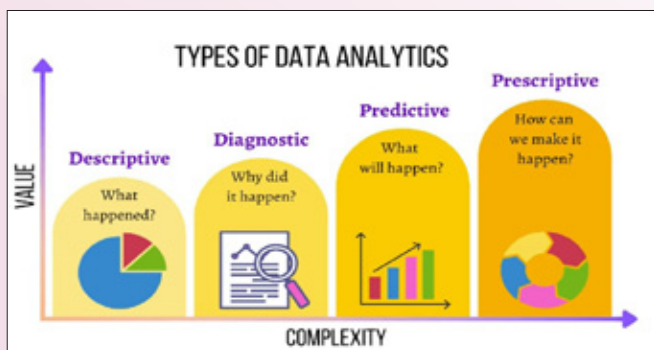 TYPES OF DATA ANALYTICS
Descriptive
What
happened?
Diagnostic
Why did
it happen?
Predictive
What
will happen?
Prescriptive
How can
we make it
happen?
VALUE
COMPLEXITY